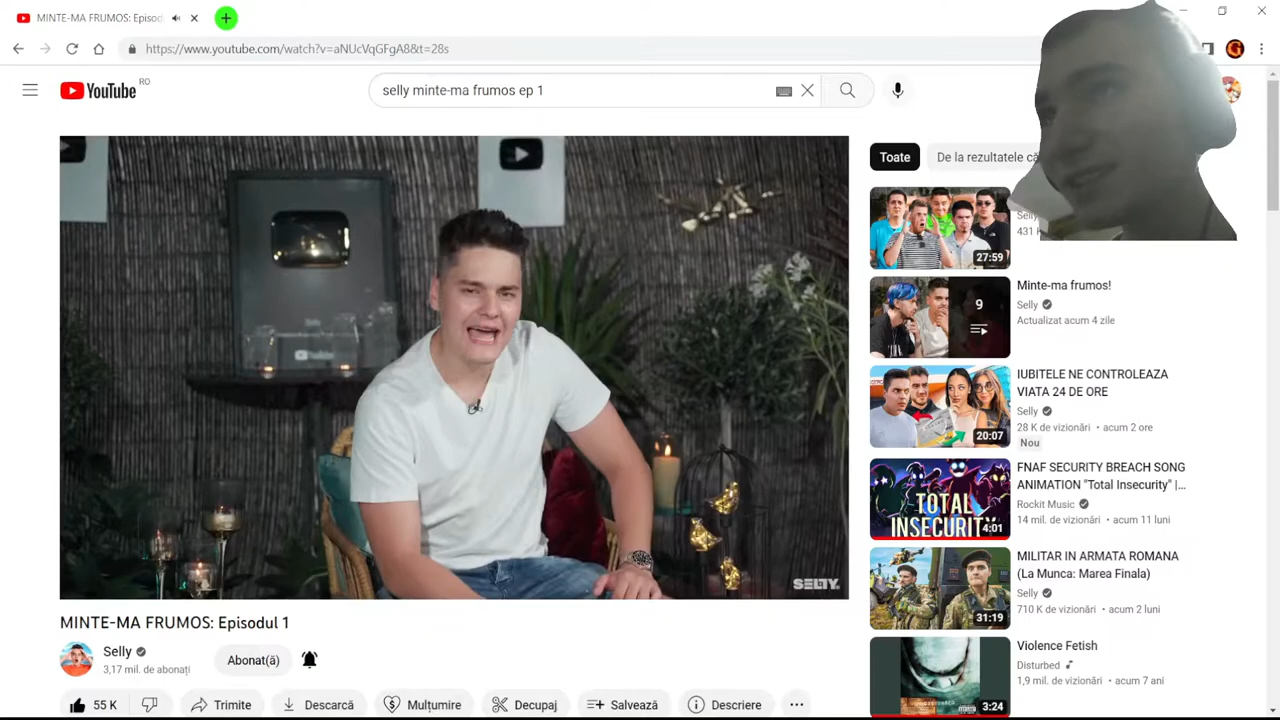 MINTE-MA FRUMOS: Episod
https://www.youtube.com/watch?v=aNUcVqGFgA8&t=28s
G
YouTube RO
selly minte-ma frumos ep 1
Toate
De la rezultatele că
Selly
431 K
27:59
Minte-ma frumos!
Selly
Actualizat acum 4 zile
9
IUBITELE NE CONTROLEAZA
VIATA 24 DE ORE
Selly
28 K de vizionări • acum 2 ore
Nou
20:07
FNAF SECURITY BREACH SONG
ANIMATION "Total Insecurity" |...
Rockit Music
14 mil. de vizionări • acum 11 luni
TOTAL
INSECURITY
4:01
MILITAR IN ARMATA ROMANA
(La Munca: Marea Finala)
Selly
710 K de vizionări • acum 2 luni
31:19
Violence Fetish
Disturbed
1,9 mil. de vizionări • acum 7 ani
3:24
YouTube
SELTY.
MINTE-MA FRUMOS: Episodul 1
Selly
3,17 mil. de abonați
Abonat(ă)
55 K
Trimite
Descarcă
Mulțumire
Decupaj
Salvează
Descriere